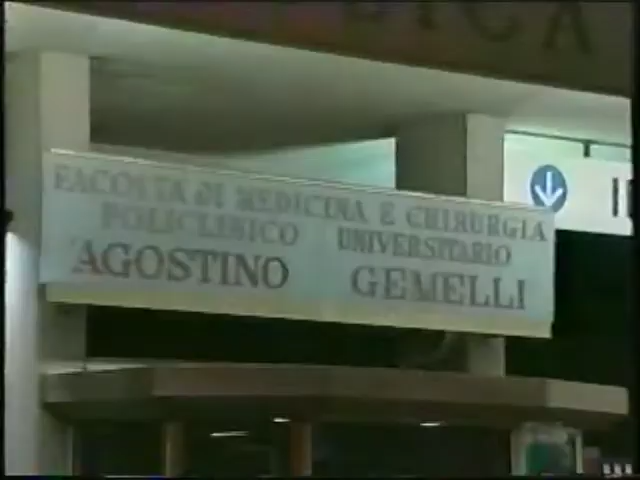 FACOLTA di MEDICINA E CHIRURGIA
POLICLINICO UNIVERSITARIO
AGOSTINO GEMELLI